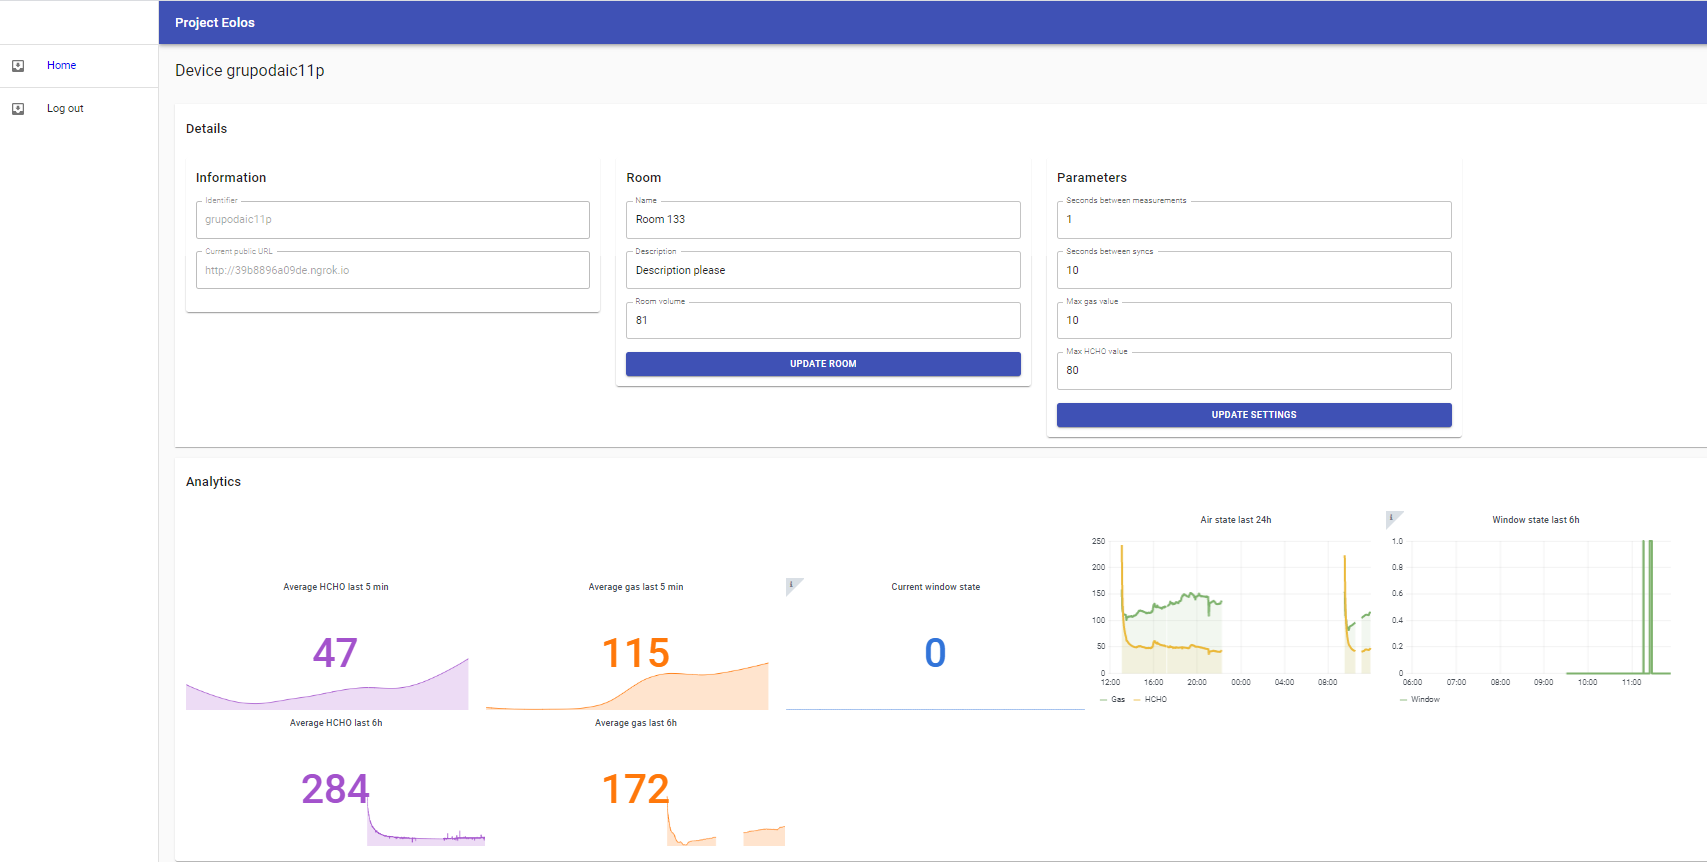 Project Eolos
Home
Log out
Device grupodaic11p
Details
Information
Identifier
grupodaic11p
Current public URL
http://39b8896a09de.ngrok.io
Room
Name
Room 133
Description
Description please
Room volume
81
UPDATE ROOM
Parameters
Seconds between measurements
1
Seconds between syncs
10
Max gas value
10
Max HCHO value
80
UPDATE SETTINGS
Analytics
Average HCHO last 5 min
47
Average gas last 5 min
115
i
Current window state
0
Air state last 24h
250
200
150
100
50
0
12:00 16:00 20:00 00:00 04:00 08:00
Gas HCHO
i
Window state last 6h
1.0
0.8
0.6
0.4
0.2
0
06:00 07:00 08:00 09:00 10:00 11:00
Window
Average HCHO last 6h
284
Average gas last 6h
172